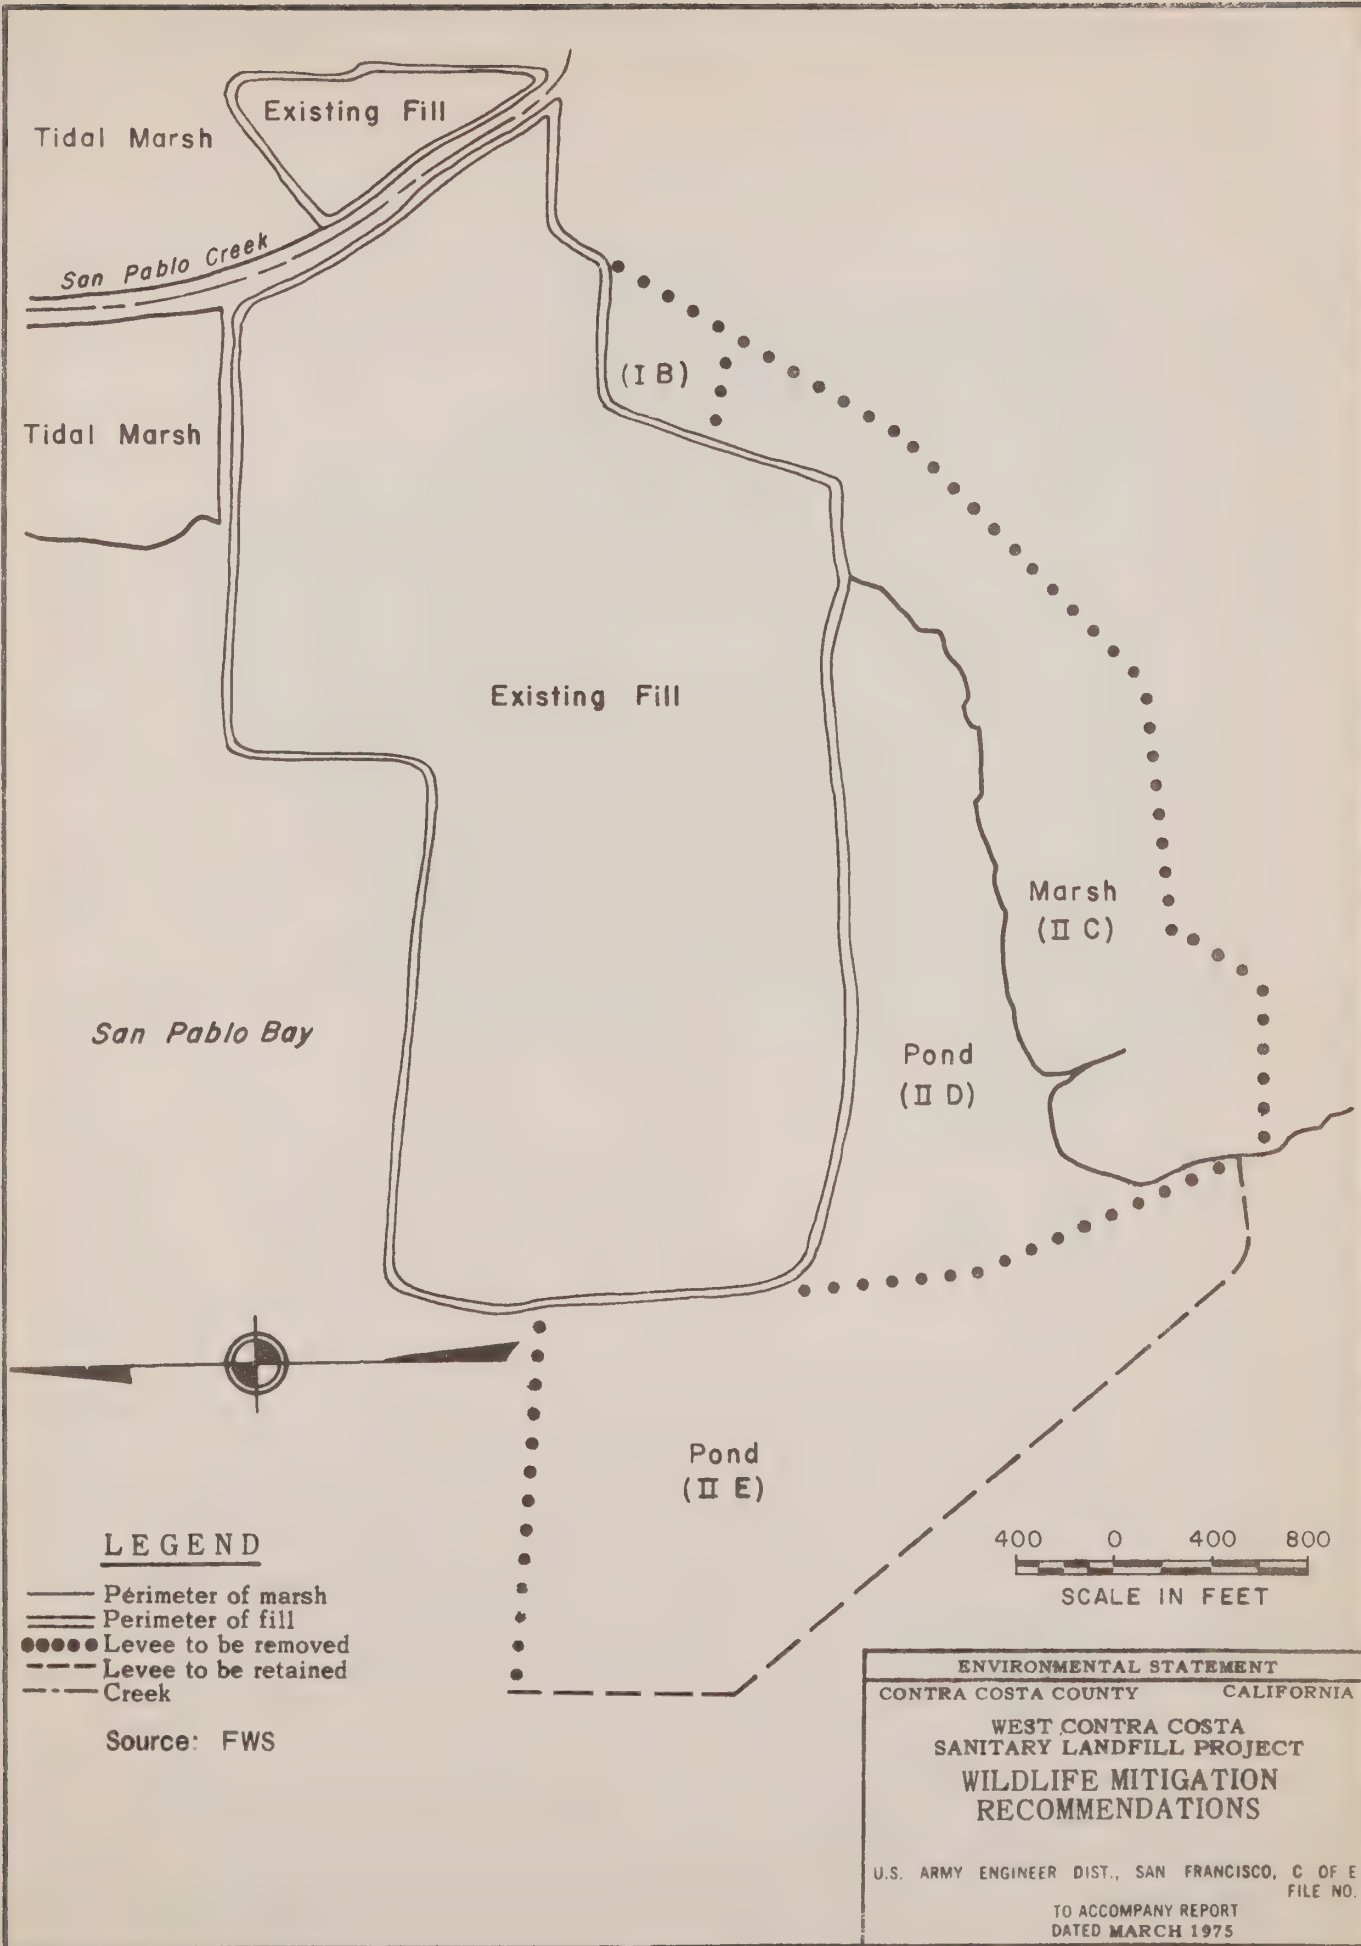 Existing Fill
Tidal Marsh
San Pablo Creek
(I B)
Tidal Marsh
Existing Fill
Marsh
(II C)
San Pablo Bay
Pond
(II D)
Pond
(II E)
LEGEND
Perimeter of marsh
Perimeter of fill
Levee to be removed
Levee to be retained
Creek
Source: FWS
400 0 400 800
SCALE IN FEET
ENVIRONMENTAL STATEMENT
CONTRA COSTA COUNTY CALIFORNIA
WEST CONTRA COSTA
SANITARY LANDFILL PROJECT
WILDLIFE MITIGATION
RECOMMENDATIONS
U.S. ARMY ENGINEER DIST., SAN FRANCISCO, C OF E
FILE NO.
TO ACCOMPANY REPORT
DATED MARCH 1975